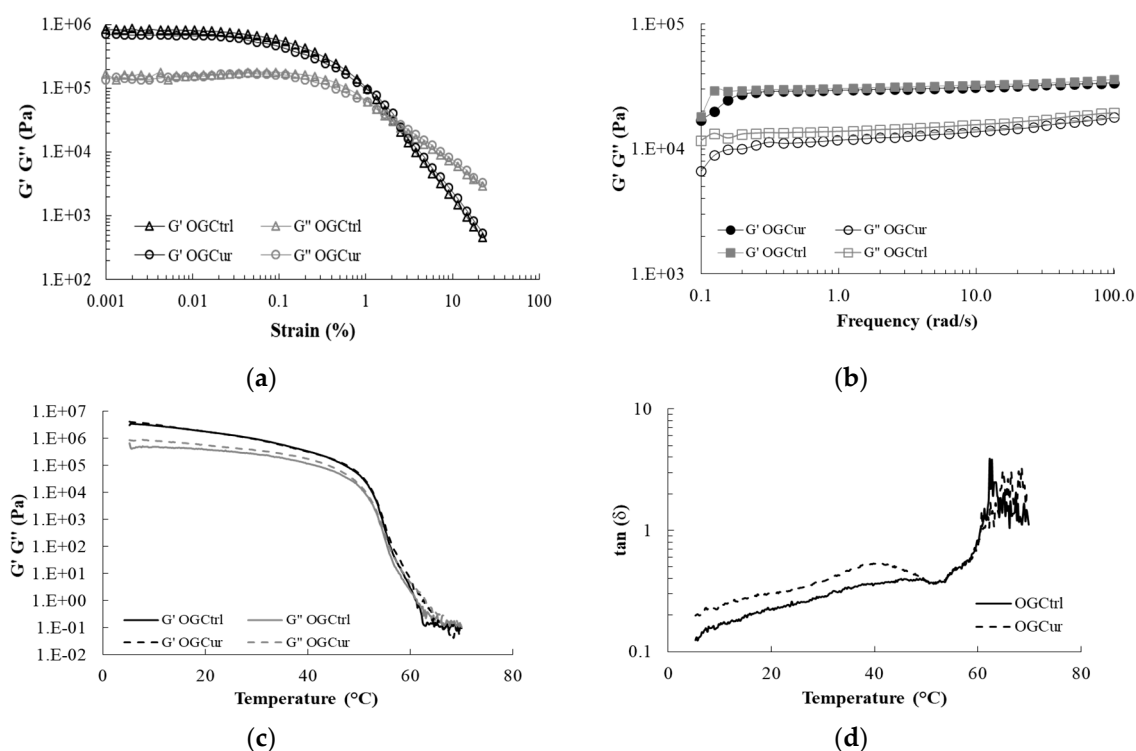 1.E+06
1.E+05
1.E+04
1.E+03
1.E+02
G' G'' (Pa)
G' OGCtrl
G'' OGCtrl
G' OGCur
G'' OGCur
0.001 0.01 0.1 1 10 100
Strain (%)
(a)
1.E+05
1.E+04
1.E+03
G' G'' (Pa)
G' OGCur
G'' OGCur
G' OGCtrl
G'' OGCtrl
0.1 1.0 10.0 100.0
Frequency (rad/s)
(b)
1.E+07
1.E+06
1.E+05
1.E+04
1.E+03
1.E+02
1.E+01
1.E+00
1.E-01
1.E-02
G' G'' (Pa)
G' OGCtrl
G'' OGCtrl
G' OGCur
G'' OGCur
0 20 40 60 80
Temperature (°C)
(c)
10
1
0.1
tan (δ)
OGCtrl
OGCur
0 20 40 60 80
Temperature (°C)
(d)